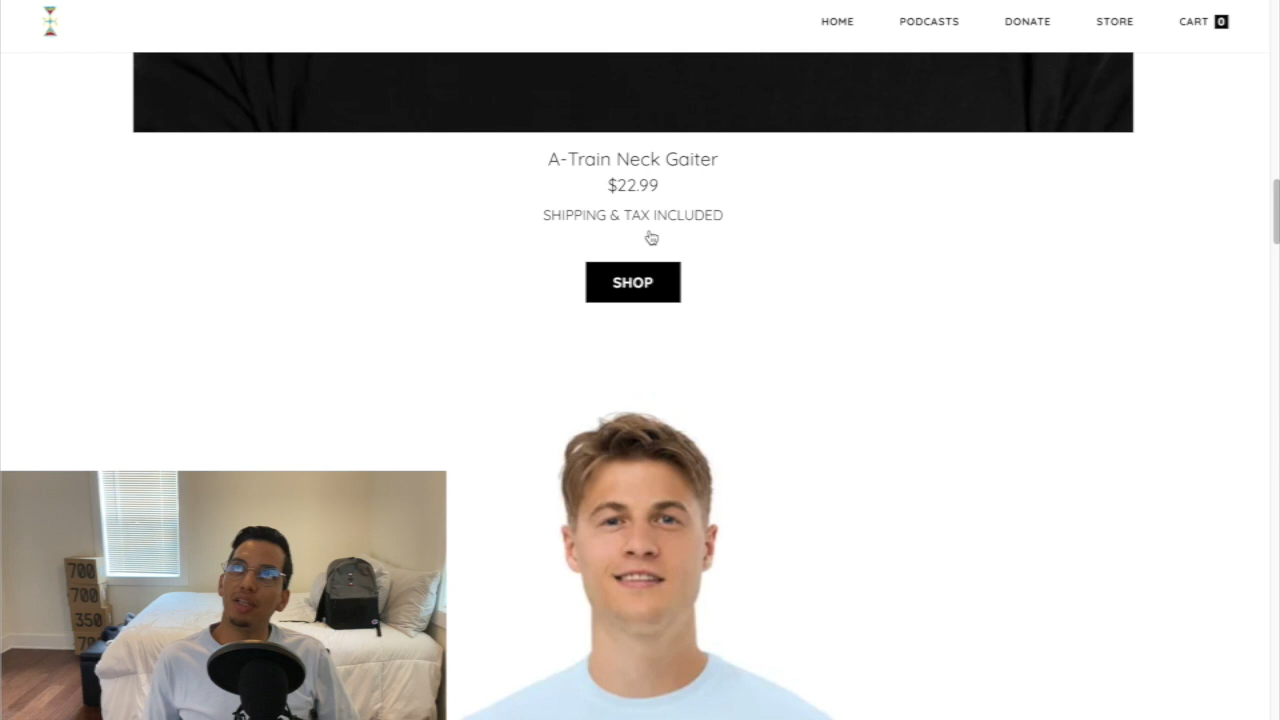 HOME PODCASTS DONATE STORE CART 0
A-Train Neck Gaiter
$22.99
SHIPPING & TAX INCLUDED
SHOP
700
700
350